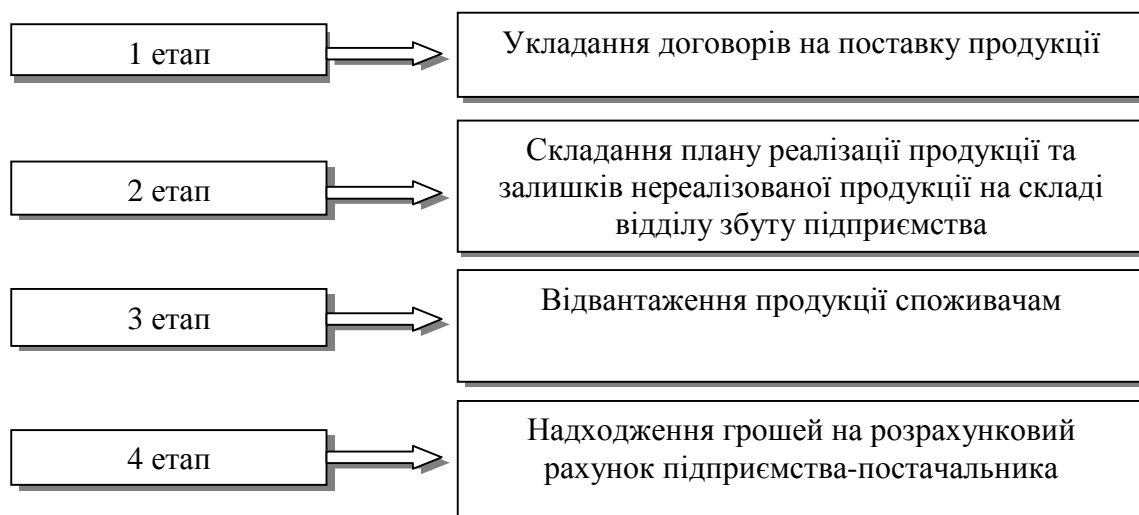 1 етап
Укладання договорів на поставку продукції
2 етап
Складання плану реалізації продукції та
залишків нереалізованої продукції на складі
відділу збуту підприємства
3 етап
Відвантаження продукції споживачам
4 етап
Надходження грошей на розрахунковий
рахунок підприємства-постачальника